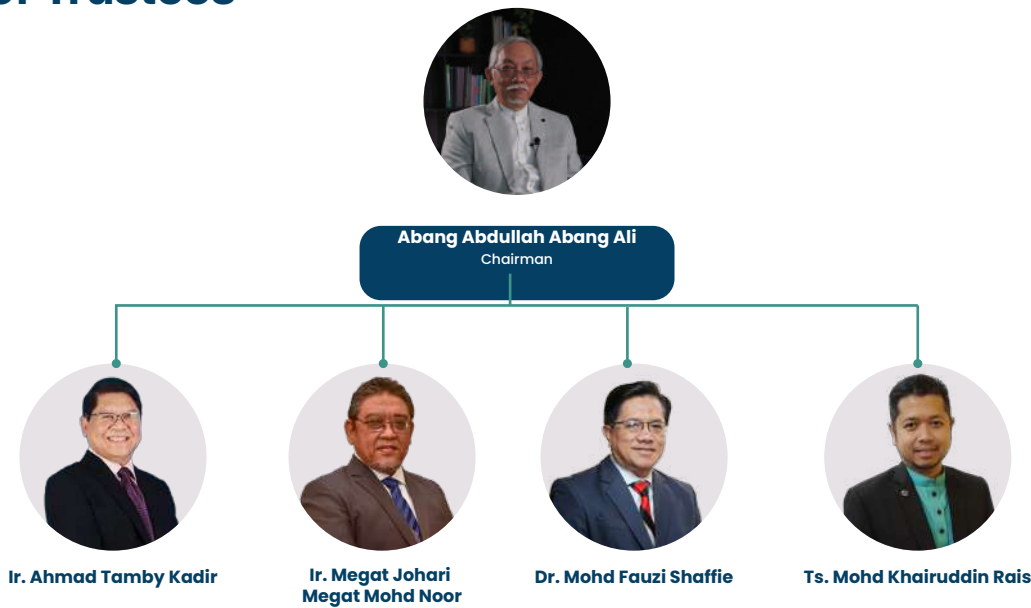 Trustees
Abang Abdullah Abang Ali
Chairman
Ir. Ahmad Tamby Kadir
Ir. Megat Johari
Megat Mohd Noor
Dr. Mohd Fauzi Shaffie
Ts. Mohd Khairuddin Rais